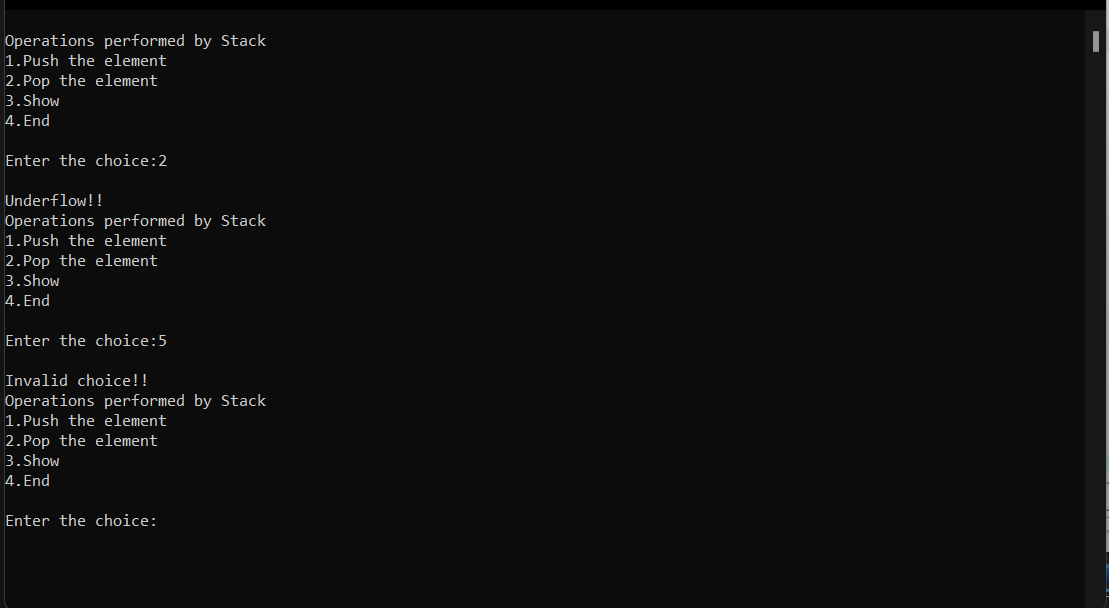 Operations performed by Stack
1.Push the element
2.Pop the element
3.Show
4.End
Enter the choice:2
Underflow!!
Operations performed by Stack
1.Push the element
2.Pop the element
3.Show
4.End
Enter the choice:5
Invalid choice!!
Operations performed by Stack
1.Push the element
2.Pop the element
3.Show
4.End
Enter the choice: